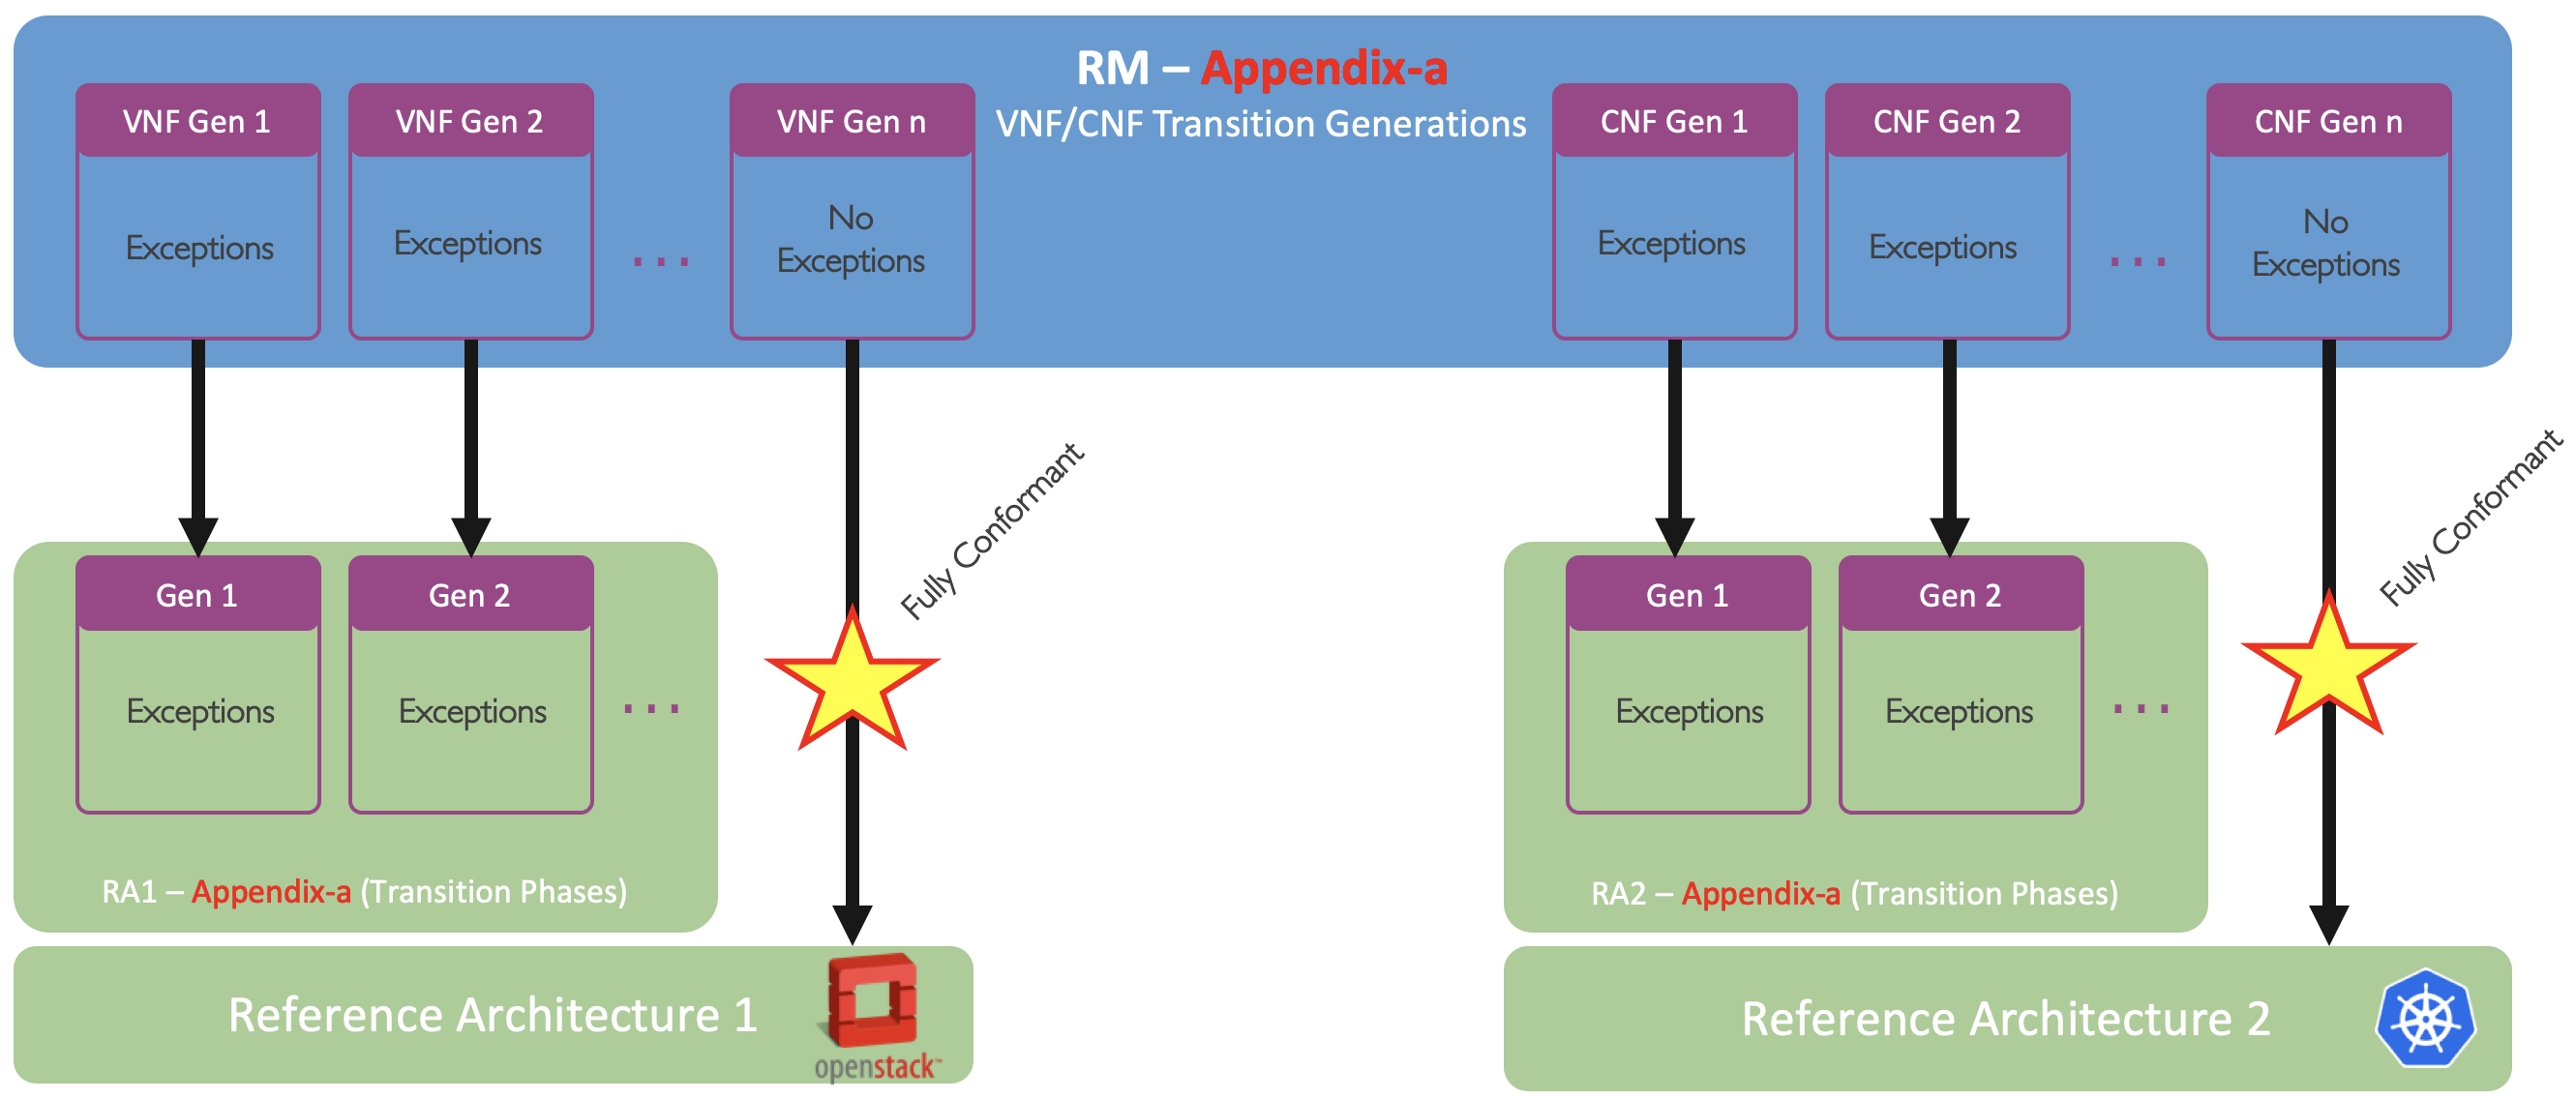 RM – Appendix-a
VNF/CNF Transition Generations
VNF Gen 1
Exceptions
VNF Gen 2
Exceptions
...
VNF Gen n
No
Exceptions
CNF Gen 1
Exceptions
CNF Gen 2
Exceptions
...
CNF Gen n
No
Exceptions
Fully Conformant
Fully Conformant
Gen 1
Exceptions
Gen 2
Exceptions
...
RA1 – Appendix-a (Transition Phases)
Gen 1
Exceptions
Gen 2
Exceptions
...
RA2 – Appendix-a (Transition Phases)
Reference Architecture 1
openstack™
Reference Architecture 2